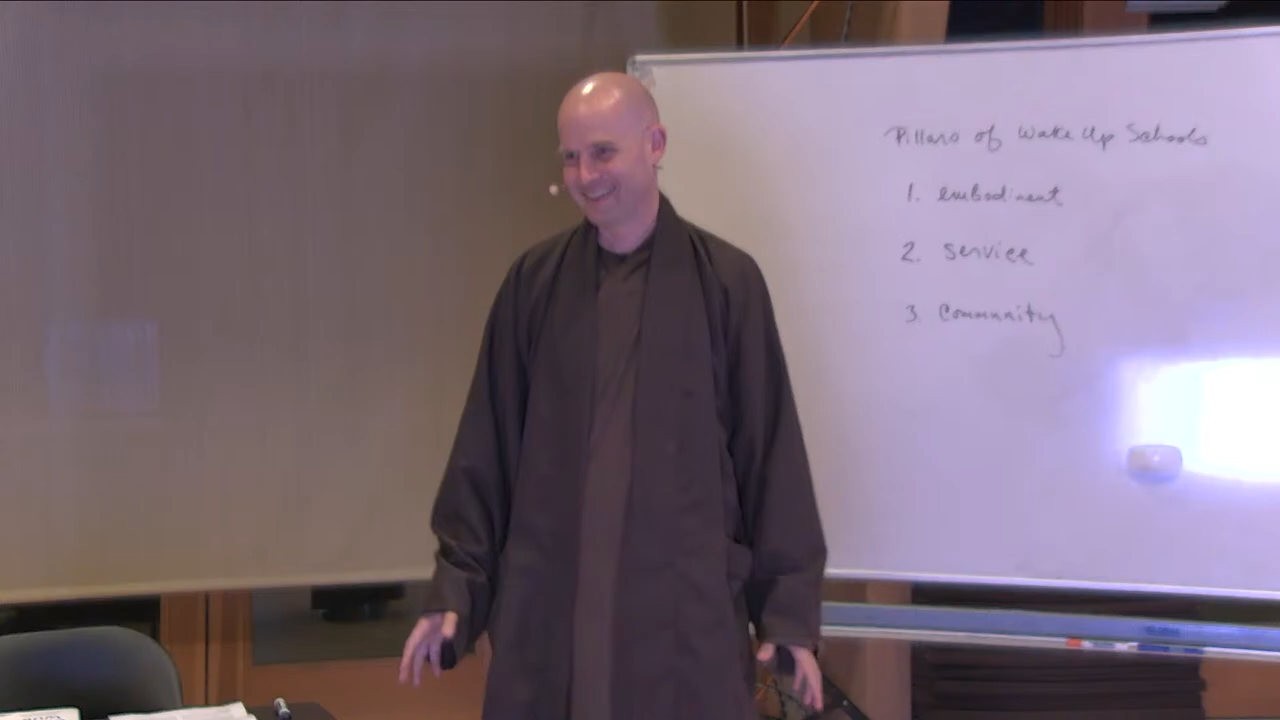 Pillars of Wake Up Schools
1. embodiment
2. Service
3. Community